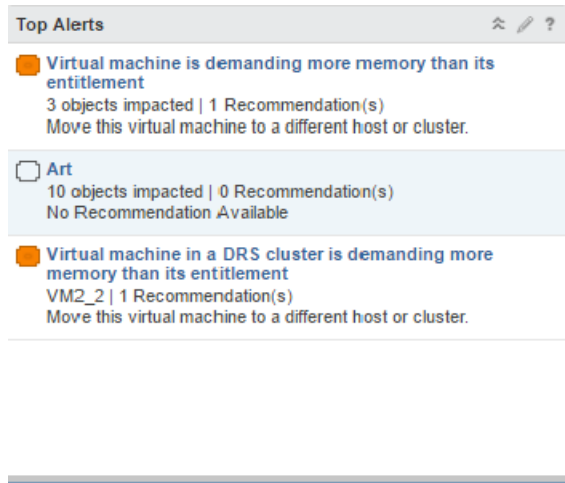 Top Alerts ?
Virtual machine is demanding more memory than its
entitlement
3 objects impacted | 1 Recommendation(s)
Move this virtual machine to a different host or cluster.
Art
10 objects impacted | 0 Recommendation(s)
No Recommendation Available
Virtual machine in a DRS cluster is demanding more
memory than its entitlement
VM2_2 | 1 Recommendation(s)
Move this virtual machine to a different host or cluster.